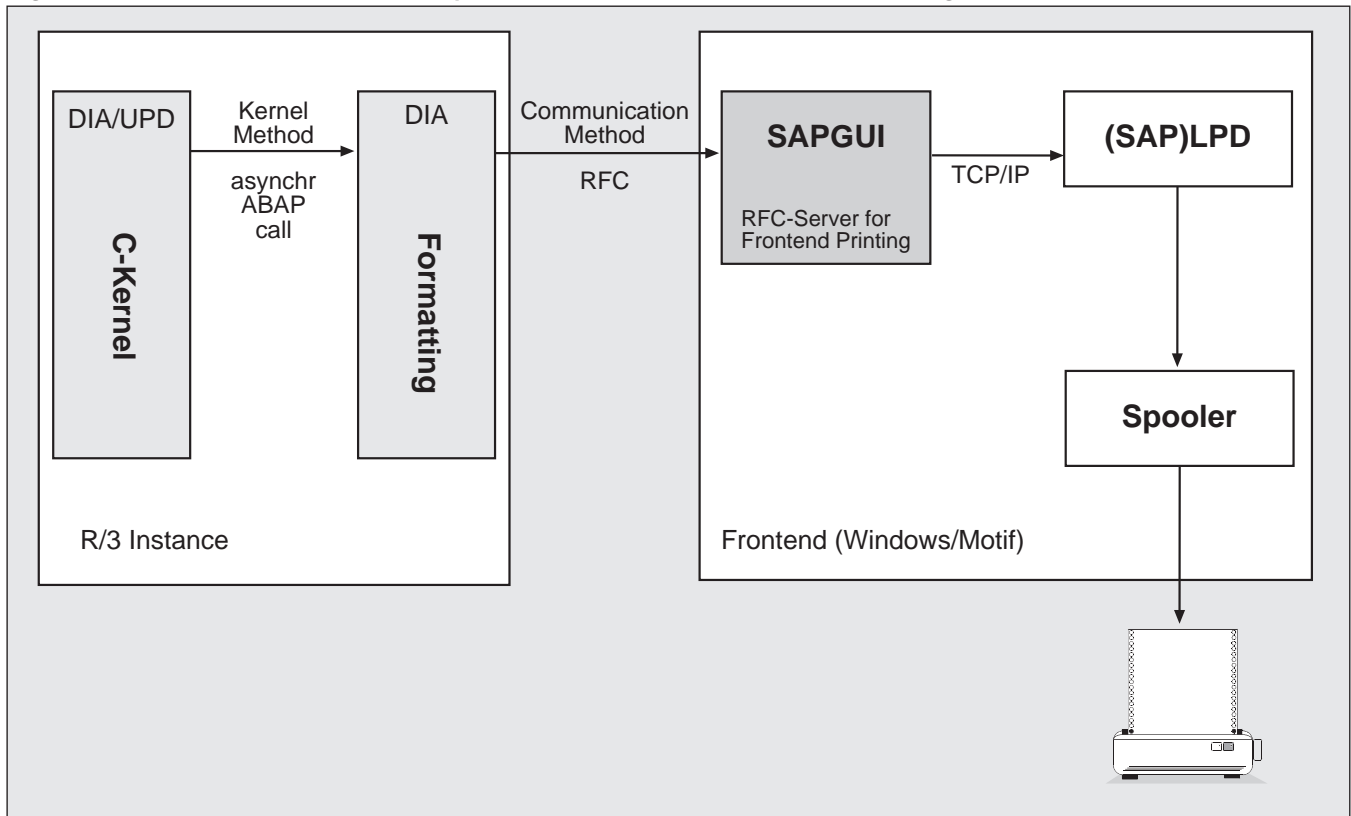 DIA/UPD
C-Kernel
Kernel
Method
asynchr
ABAP
call
DIA
Formatting
R/3 Instance
Communication
Method
RFC
SAPGUI
RFC-Server for
Frontend Printing
TCP/IP
(SAP)LPD
Spooler
Frontend (Windows/Motif)